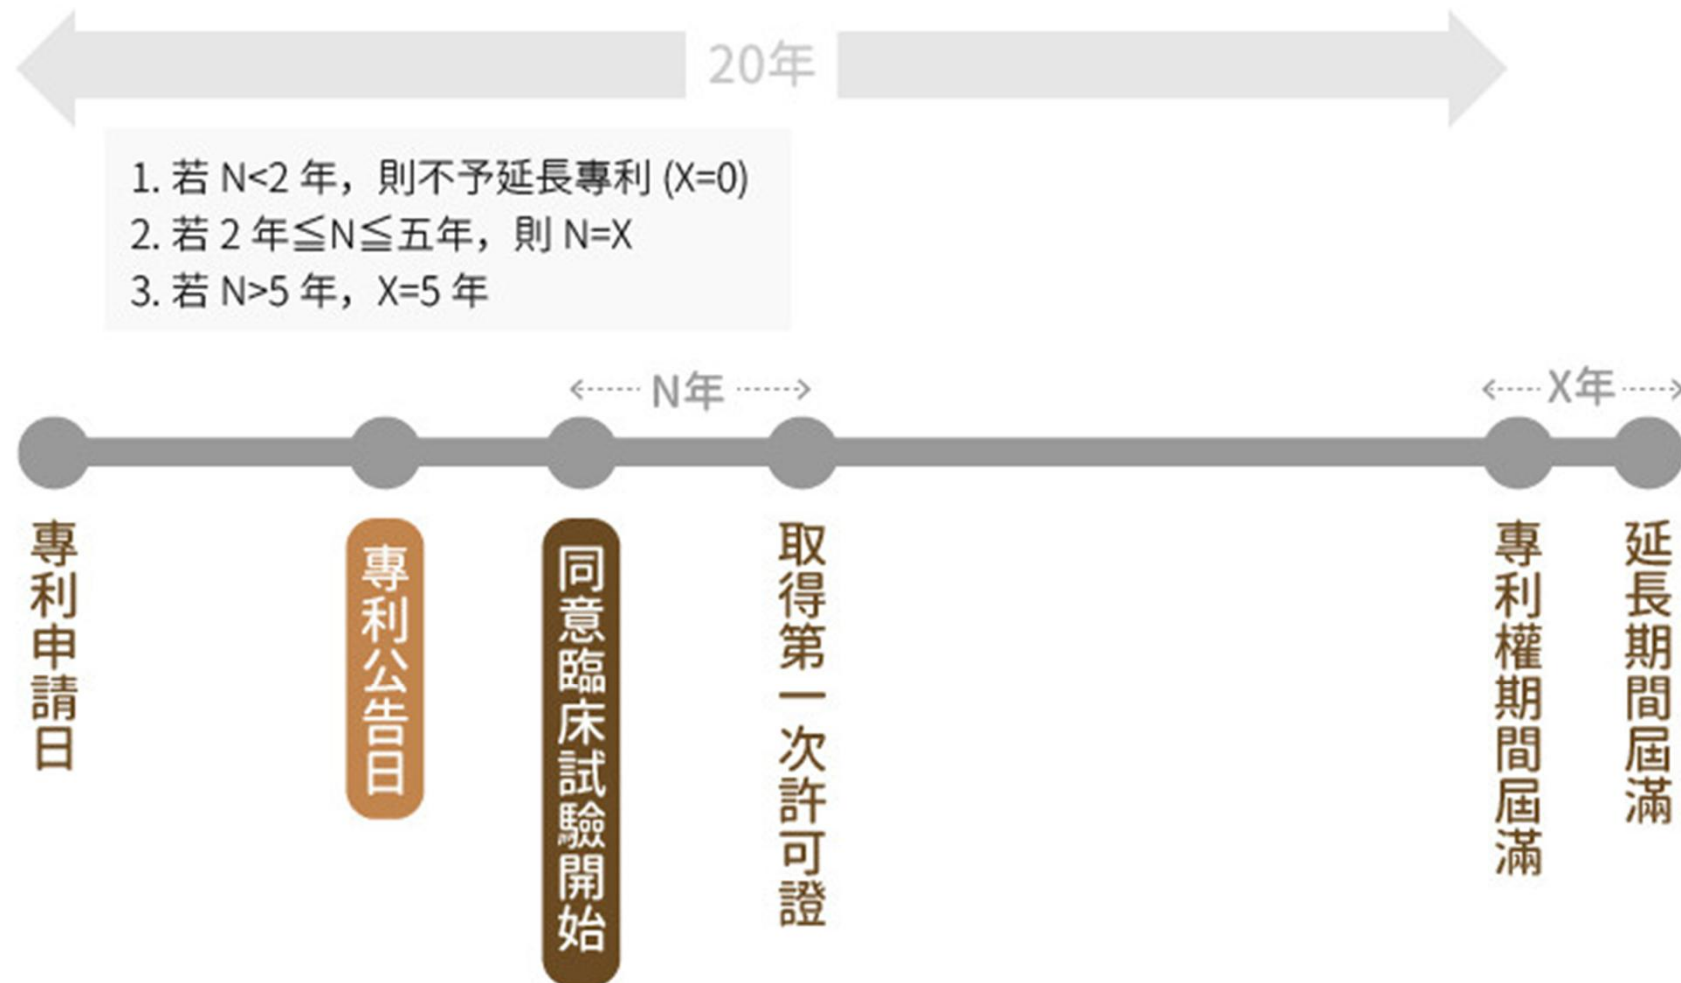 20年
1. 若 N<2 年，則不予延長專利 (X=0)
2. 若 2 年≦N≦五年，則 N=X
3. 若 N>5 年，X=5 年
N年
X年
專利申請日
專利公告日
同意臨床試驗開始
取得第一次許可證
專利權期間屆滿
延長期間屆滿